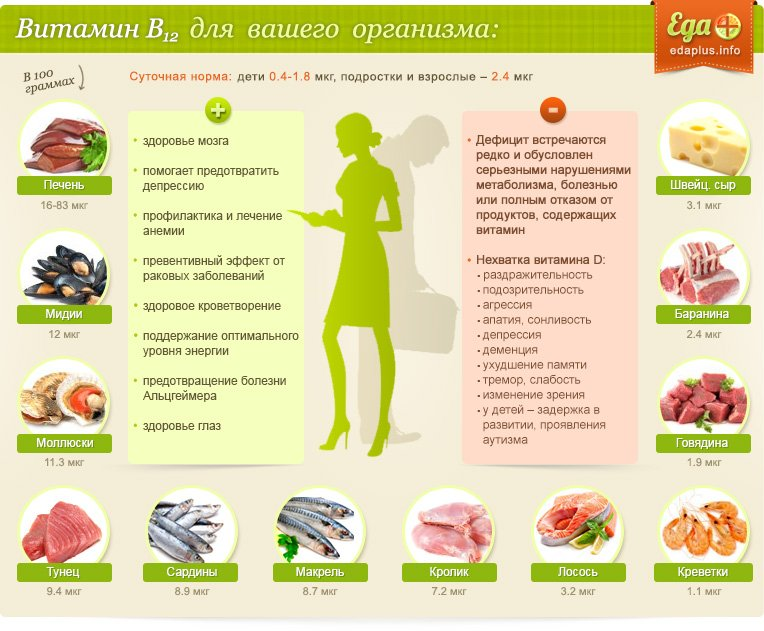 Витамин B12 для вашего организма:
Еда
edaplus.info
В 100
граммах
Суточная норма: дети 0.4-1.8 мкг, подростки и взрослые – 2.4 мкг
+
• здоровье мозга
• помогает предотвратить
депрессию
• профилактика и лечение
анемии
• превентивный эффект от
раковых заболеваний
• здоровое кроветворение
• поддержание оптимального
уровня энергии
• предотвращение болезни
Альцгеймера
• здоровье глаз
-
• Дефицит встречаются
редко и обусловлен
серьезными нарушениями
метаболизма, болезнью
или полным отказом от
продуктов, содержащих
витамин
• Нехватка витамина D:
• раздражительность
• подозрительность
• агрессия
• апатия, сонливость
• депрессия
• деменция
• ухудшение памяти
• тремор, слабость
• изменение зрения
• у детей – задержка в
развитии, проявления
аутизма
Печень
16-83 мкг
Мидии
12 мкг
Моллюски
11.3 мкг
Швейц. сыр
3.1 мкг
Баранина
2.4 мкг
Говядина
1.9 мкг
Тунец
9.4 мкг
Сардины
8.9 мкг
Макрель
8.7 мкг
Кролик
7.2 мкг
Лосось
3.2 мкг
Креветки
1.1 мкг